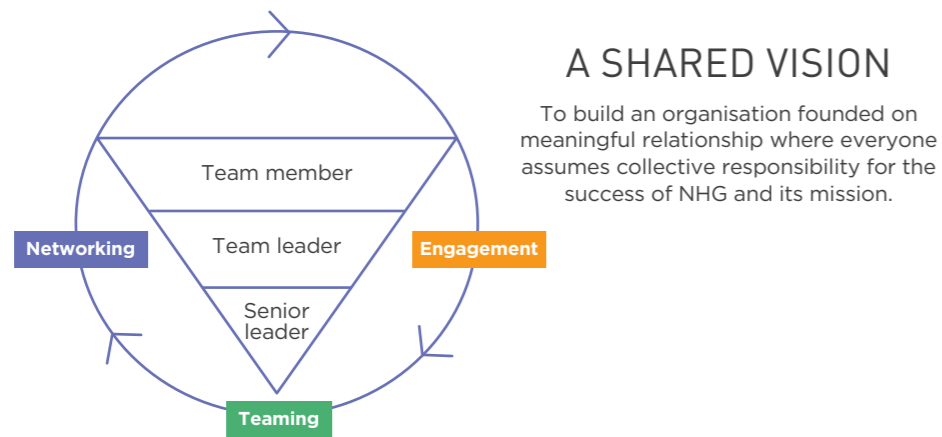 A SHARED VISION
To build an organisation founded on
meaningful relationship where everyone
assumes collective responsibility for the
success of NHG and its mission.
Team member
Team leader
Senior
leader
Networking
Engagement
Teaming